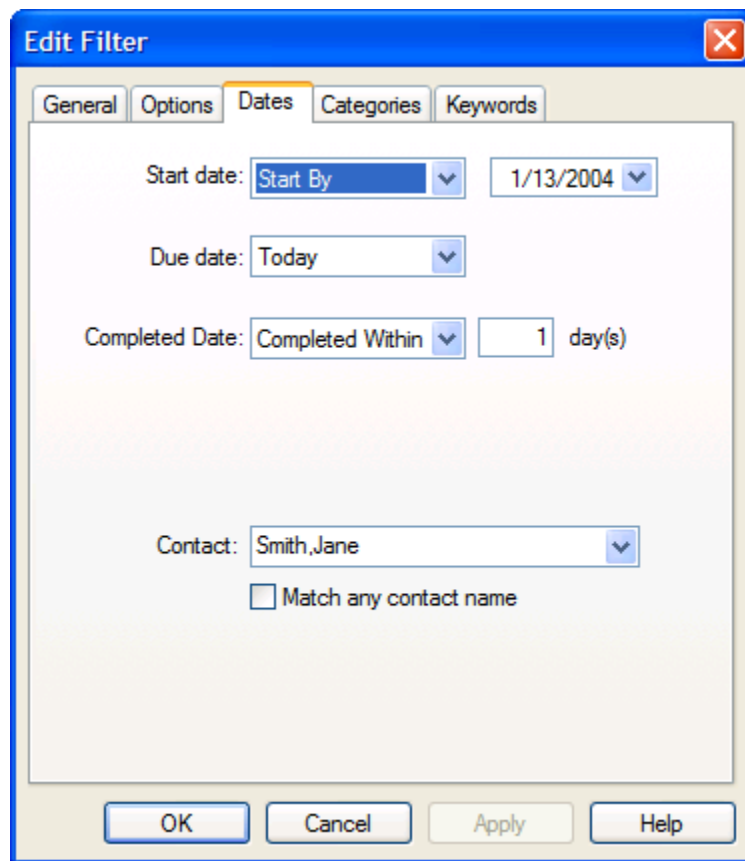 Edit Filter
General Options Dates Categories Keywords
Start date: Start By 1/13/2004
Due date: Today
Completed Date: Completed Within 1 day(s)
Contact: Smith,Jane
Match any contact name
OK Cancel Apply Help